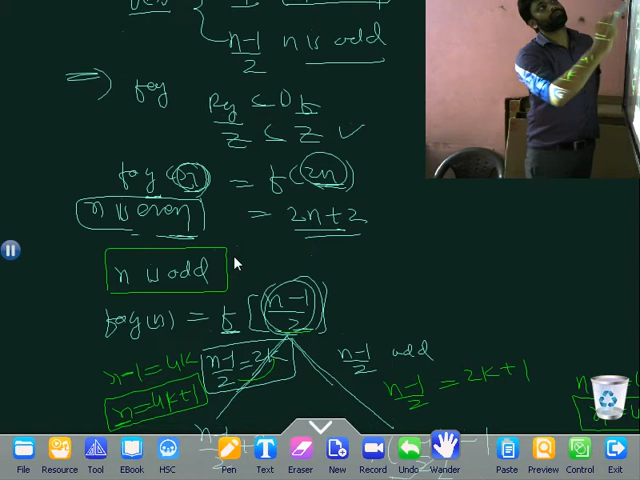 n-1/2 n is odd
⇒ fog
Rg ⊆ D f
Z ⊆ Z ✓
fog (n) = f(2n)
n is even = 2n+2
n is odd
fog(n) = f [n-1/2]
n-1=4K n-1/2=2K n-1/2 odd
n=4K+1 n-1/2 = 2K+1
File Resource Tool EBook HSC Pen Text Eraser New Record Undo Wander Paste Preview Control Exit